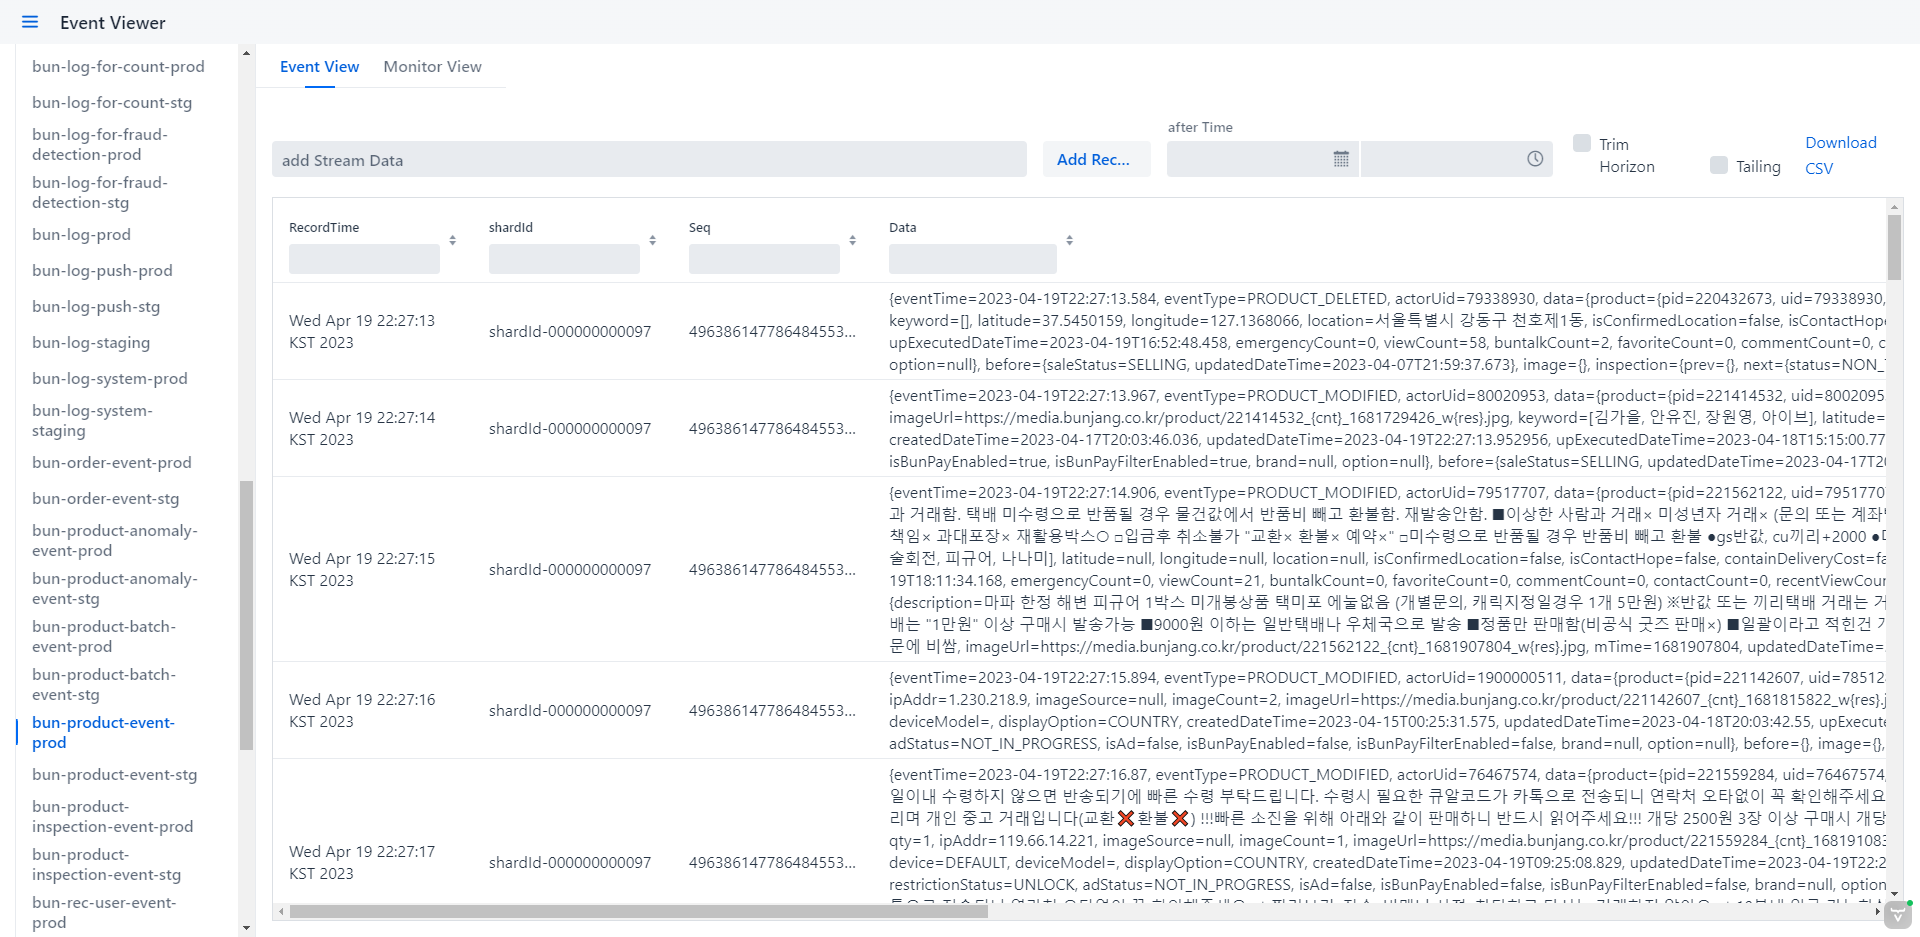 Event Viewer
bun-log-for-count-prod
bun-log-for-count-stg
bun-log-for-fraud-
detection-prod
bun-log-for-fraud-
detection-stg
bun-log-prod
bun-log-push-prod
bun-log-push-stg
bun-log-staging
bun-log-system-prod
bun-log-system-
staging
bun-order-event-prod
bun-order-event-stg
bun-product-anomaly-
event-prod
bun-product-anomaly-
event-stg
bun-product-batch-
event-prod
bun-product-batch-
event-stg
bun-product-event-
prod
bun-product-event-stg
bun-product-
inspection-event-prod
bun-product-
inspection-event-stg
bun-rec-user-event-
prod
Event View Monitor View
add Stream Data
Add Rec...
after Time
Trim
Horizon
Tailing
Download
CSV
RecordTime shardId Seq Data
Wed Apr 19 22:27:13
KST 2023
shardId-000000000097
496386147786484553...
{eventTime=2023-04-19T22:27:13.584, eventType=PRODUCT_DELETED, actorUid=79338930, data={product={pid=220432673, uid=79338930,
keyword=[], latitude=37.5450159, longitude=127.1368066, location=서울특별시 강동구 천호제1동, isConfirmedLocation=false, isContactHope
upExecutedDateTime=2023-04-19T16:52:48.458, emergencyCount=0, viewCount=58, buntalkCount=2, favoriteCount=0, commentCount=0, c
option=null}, before={saleStatus=SELLING, updatedDateTime=2023-04-07T21:59:37.673}, image={}, inspection={prev={}, next={status=NON_
Wed Apr 19 22:27:14
KST 2023
shardId-000000000097
496386147786484553...
{eventTime=2023-04-19T22:27:13.967, eventType=PRODUCT_MODIFIED, actorUid=80020953, data={product={pid=221414532, uid=8002095
imageUrl=https://media.bunjang.co.kr/product/221414532_{cnt}_1681729426_w{res}.jpg, keyword=[김가을, 안유진, 장원영, 아이브], latitude=
createdDateTime=2023-04-17T20:03:46.036, updatedDateTime=2023-04-19T22:27:13.952956, upExecutedDateTime=2023-04-18T15:15:00.77
isBunPayEnabled=true, isBunPayFilterEnabled=true, brand=null, option=null}, before={saleStatus=SELLING, updatedDateTime=2023-04-17T20
Wed Apr 19 22:27:15
KST 2023
shardId-000000000097
496386147786484553...
{eventTime=2023-04-19T22:27:14.906, eventType=PRODUCT_MODIFIED, actorUid=79517707, data={product={pid=221562122, uid=7951770
과 거래함. 택배 미수령으로 반품될 경우 물건값에서 반품비 빼고 환불함. 재발송안함. ■이상한 사람과 거래× 미성년자 거래× (문의 또는
책임× 과대포장× 재활용박스○ □입금후 취소불가 "교환× 환불× 예약×" □미수령으로 반품될 경우 반품비 빼고 환불 ●gs반값, cu끼리+2000 ●
술회전, 피규어, 나나미], latitude=null, longitude=null, location=null, isConfirmedLocation=false, isContactHope=false, containDeliveryCost=fa
19T18:11:34.168, emergencyCount=0, viewCount=21, buntalkCount=0, favoriteCount=0, commentCount=0, contactCount=0, recentViewCou
{description=마파 한정 해변 피규어 1박스 미개봉상품 택미포 에눌없음 (개별문의, 캐릭지정일경우 1개 5만원) ※반값 또는 끼리택배 거래는
배는 "1만원" 이상 구매시 발송가능 ■9000원 이하는 일반택배나 우체국으로 발송 ■정품만 판매함(비공식 굿즈 판매×) ■일괄이라고 적힌건
문에 비쌈, imageUrl=https://media.bunjang.co.kr/product/221562122_{cnt}_1681907804_w{res}.jpg, mTime=1681907804, updatedDateTime=
Wed Apr 19 22:27:16
KST 2023
shardId-000000000097
496386147786484553...
{eventTime=2023-04-19T22:27:15.894, eventType=PRODUCT_MODIFIED, actorUid=1900000511, data={product={pid=221142607, uid=78512
ipAddr=1.230.218.9, imageSource=null, imageCount=2, imageUrl=https://media.bunjang.co.kr/product/221142607_{cnt}_1681815822_w{res}.j
deviceModel=, displayOption=COUNTRY, createdDateTime=2023-04-15T00:25:31.575, updatedDateTime=2023-04-18T20:03:42.55, upExecut
adStatus=NOT_IN_PROGRESS, isAd=false, isBunPayEnabled=false, isBunPayFilterEnabled=false, brand=null, option=null}, before={}, image={},
Wed Apr 19 22:27:17
KST 2023
shardId-000000000097
496386147786484553...
{eventTime=2023-04-19T22:27:16.87, eventType=PRODUCT_MODIFIED, actorUid=76467574, data={product={pid=221559284, uid=76467574,
일이내 수령하지 않으면 반송되기에 빠른 수령 부탁드립니다. 수령시 필요한 큐알코드가 카톡으로 전송되니 연락처 오타없이 꼭 확인해주세요
리며 개인 중고 거래입니다(교환❌환불❌) !!!빠른 소진을 위해 아래와 같이 판매하니 반드시 읽어주세요!!! 개당 2500원 3장 이상 구매시 개당
qty=1, ipAddr=119.66.14.221, imageSource=null, imageCount=1, imageUrl=https://media.bunjang.co.kr/product/221559284_{cnt}_168191083
device=DEFAULT, deviceModel=, displayOption=COUNTRY, createdDateTime=2023-04-19T09:25:08.829, updatedDateTime=2023-04-19T22:2
restrictionStatus=UNLOCK, adStatus=NOT_IN_PROGRESS, isAd=false, isBunPayEnabled=false, isBunPayFilterEnabled=false, brand=null, option